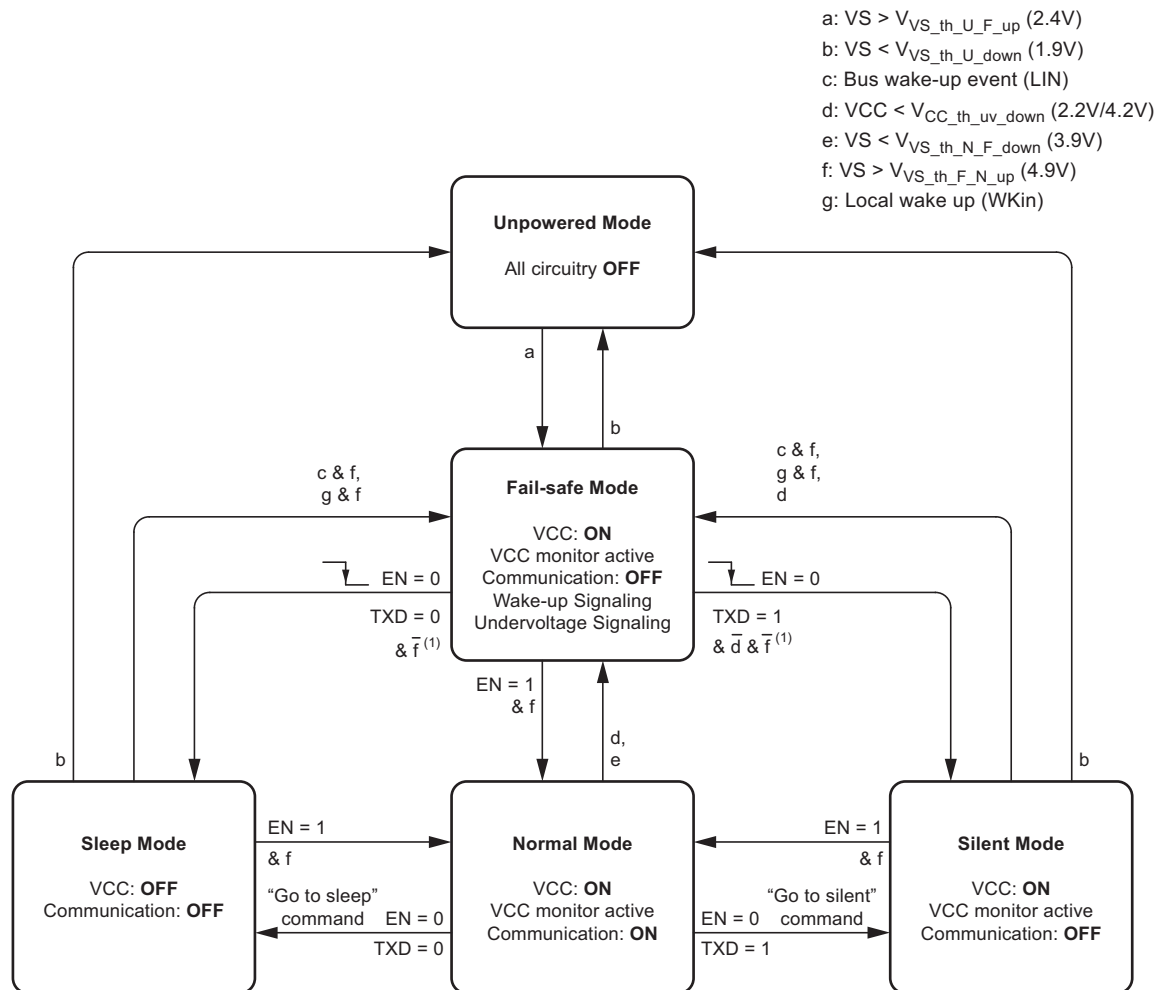 a: VS > VVS_th_U_F_up (2.4V)
b: VS < VVS_th_U_down (1.9V)
c: Bus wake-up event (LIN)
d: VCC < VCC_th_uv_down (2.2V/4.2V)
e: VS < VVS_th_N_F_down (3.9V)
f: VS > VVS_th_F_N_up (4.9V)
g: Local wake up (WKin)
Unpowered Mode
All circuitry OFF
a
b
c & f,
g & f
c & f,
g & f,
d
Fail-safe Mode
VCC: ON
VCC monitor active
Communication: OFF
Wake-up Signaling
Undervoltage Signaling
EN = 0
TXD = 0
& f̅ (1)
EN = 0
TXD = 1
& d̅ & f̅ (1)
EN = 1
& f
d,
e
b
b
Sleep Mode
VCC: OFF
Communication: OFF
EN = 1
& f
"Go to sleep"
command
EN = 0
TXD = 0
Normal Mode
VCC: ON
VCC monitor active
Communication: ON
EN = 1
& f
"Go to silent"
command
EN = 0
TXD = 1
Silent Mode
VCC: ON
VCC monitor active
Communication: OFF